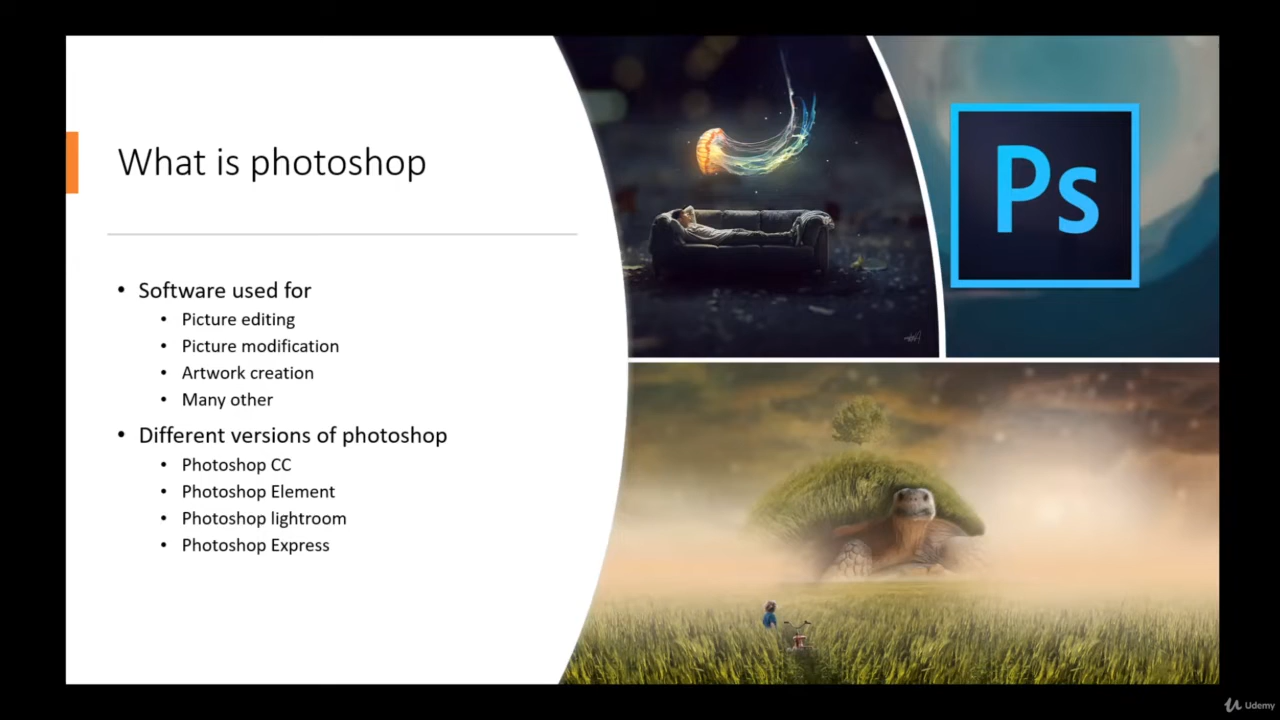 What is photoshop
• Software used for
• Picture editing
• Picture modification
• Artwork creation
• Many other
• Different versions of photoshop
• Photoshop CC
• Photoshop Element
• Photoshop lightroom
• Photoshop Express
Ps
Udemy